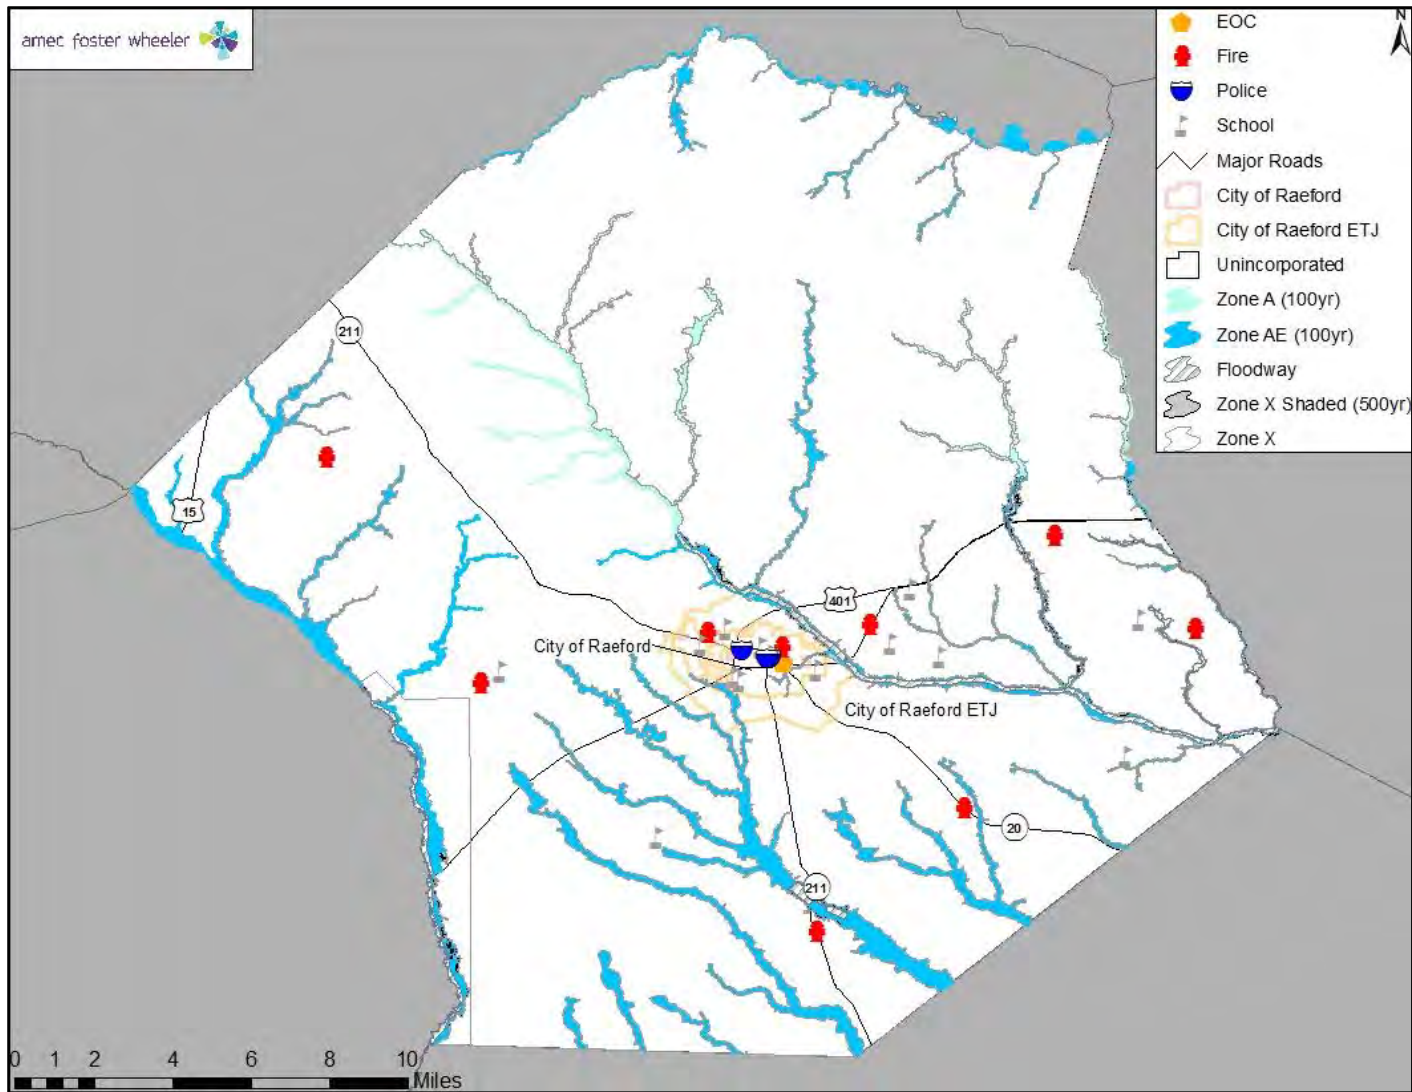 amec foster wheeler
N
EOC
Fire
Police
School
Major Roads
City of Raeford
City of Raeford ETJ
Unincorporated
Zone A (100yr)
Zone AE (100yr)
Floodway
Zone X Shaded (500yr)
Zone X
211
15
401
City of Raeford
City of Raeford ETJ
20
211
0 1 2 4 6 8 10
Miles